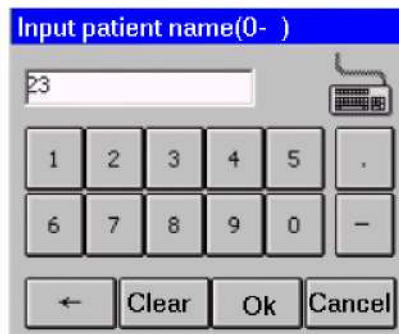 Input patient name(0- )
23
1 2 3 4 5 .
6 7 8 9 0 —
← Clear Ok Cancel